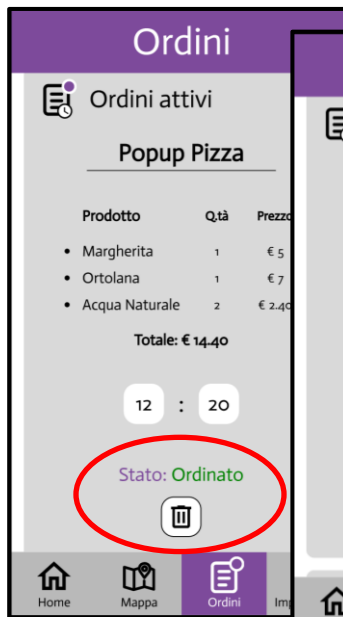 Ordini
Ordini attivi
Popup Pizza
Prodotto Q.tà Prezzo
• Margherita 1 € 5
• Ortolana 1 € 7
• Acqua Naturale 2 € 2.40
Totale: € 14.40
12 : 20
Stato: Ordinato
Home Mappa Ordini